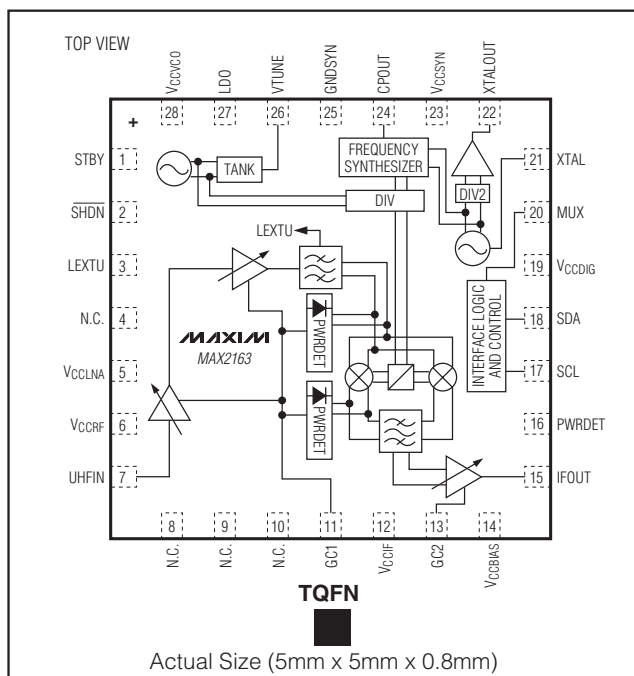 TOP VIEW
VCCVCO
LDO
VTUNE
GNDSYN
CPOUT
VCCSYN
XTALOUT
28
27
26
25
24
23
22
+
STBY 1
SHDN 2
LEXTU 3
N.C. 4
VCCLNA 5
VCCRF 6
UHFIN 7
TANK
FREQUENCY
SYNTHESIZER
DIV
DIV2
LEXTU
PWRDET
MAXIM
MAX2163
PWRDET
INTERFACE LOGIC
AND CONTROL
21 XTAL
20 MUX
19 VCCDIG
18 SDA
17 SCL
16 PWRDET
15 IFOUT
8
9
10
11
12
13
14
N.C.
N.C.
N.C.
GC1
VCCIF
GC2
VCCBIAS
TQFN
Actual Size (5mm x 5mm x 0.8mm)